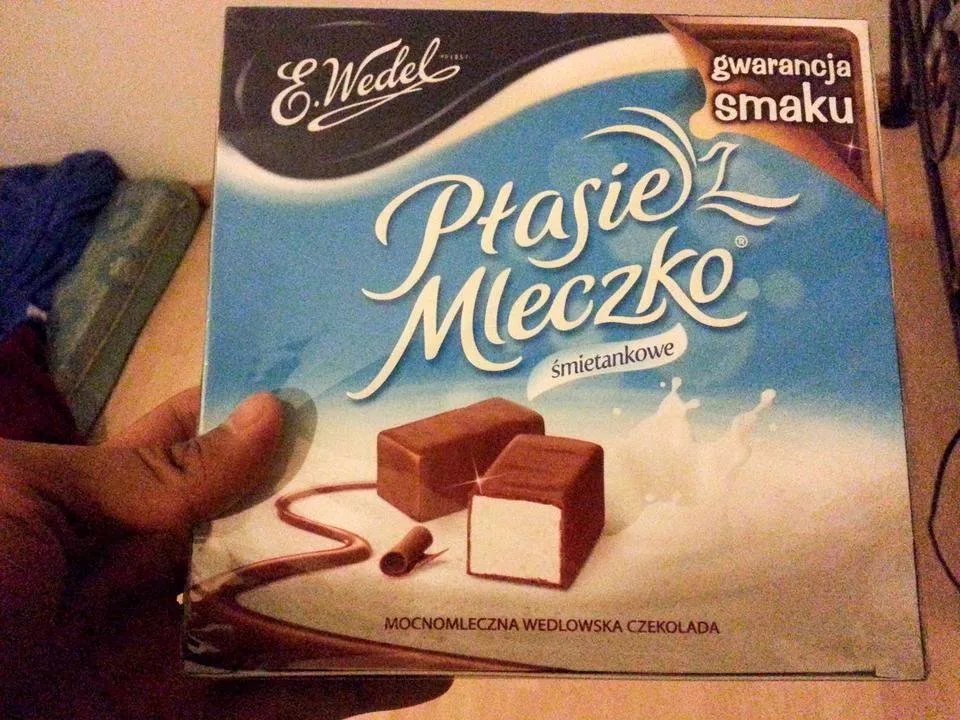 E. Wedel
gwarancja
smaku
Ptasie
Mleczko®
śmietankowe
MOCNOMLECZNA WEDLOWSKA CZEKOLADA